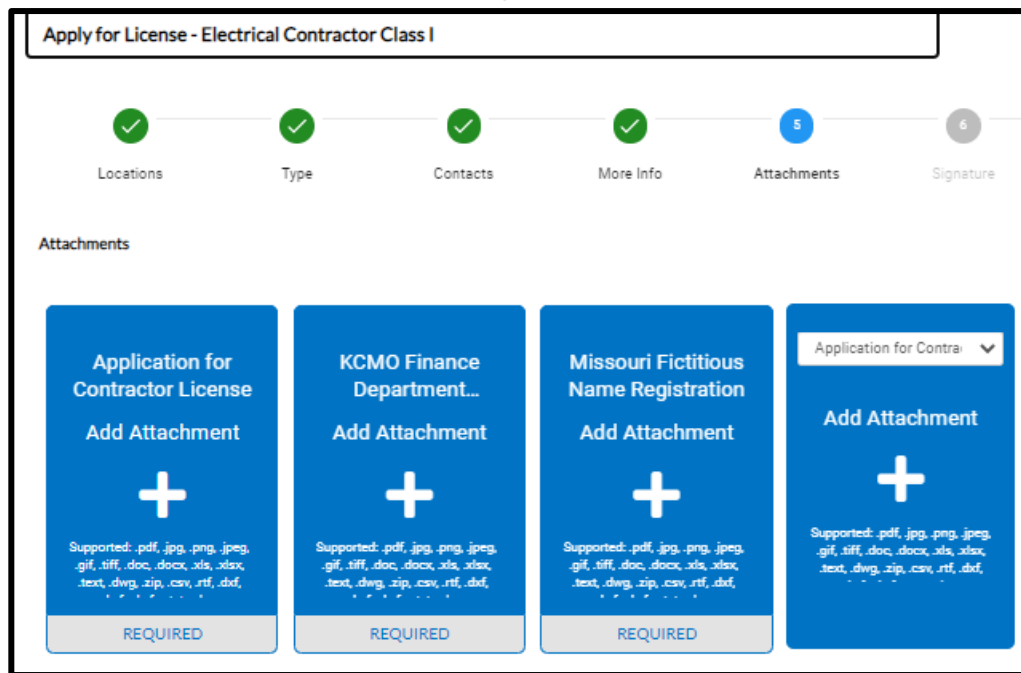 Apply for License - Electrical Contractor Class I
5
6
Locations
Type
Contacts
More Info
Attachments
Signature
Attachments
Application for
Contractor License
Add Attachment
Supported: .pdf, .jpg, .png, .jpeg,
.gif, .tiff, .doc, .docx, .xls, .xlsx,
.text, .dwg, .zip, .csv, .rtf, .dxf,
REQUIRED
KCMO Finance
Department...
Add Attachment
Supported: .pdf, .jpg, .png, .jpeg,
.gif, .tiff, .doc, .docx, .xls, .xlsx,
.text, .dwg, .zip, .csv, .rtf, .dxf,
REQUIRED
Missouri Fictitious
Name Registration
Add Attachment
Supported: .pdf, .jpg, .png, .jpeg,
.gif, .tiff, .doc, .docx, .xls, .xlsx,
.text, .dwg, .zip, .csv, .rtf, .dxf,
REQUIRED
Application for Contra
Add Attachment
Supported: .pdf, .jpg, .png, .jpeg,
.gif, .tiff, .doc, .docx, .xls, .xlsx,
.text, .dwg, .zip, .csv, .rtf, .dxf,